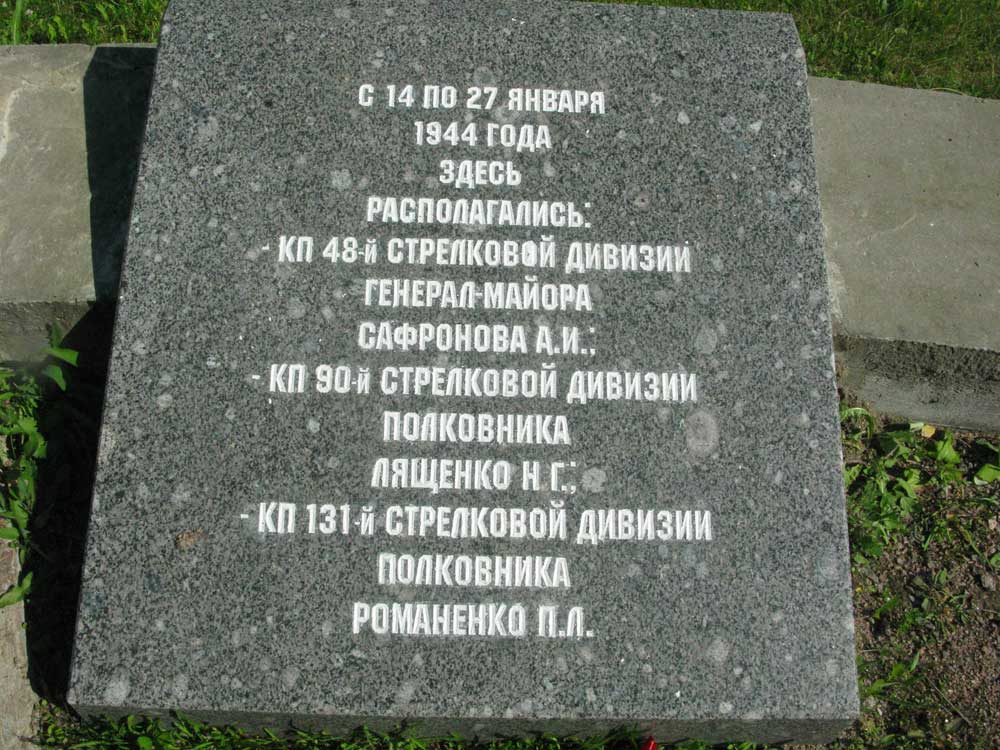 С 14 ПО 27 ЯНВАРЯ
1944 ГОДА
ЗДЕСЬ
РАСПОЛАГАЛИСЬ:
- КП 48-й СТРЕЛКОВОЙ ДИВИЗИИ
ГЕНЕРАЛ-МАЙОРА
САФРОНОВА А.И.;
- КП 90-й СТРЕЛКОВОЙ ДИВИЗИИ
ПОЛКОВНИКА
ЛЯЩЕНКО Н Г.;
- КП 131-й СТРЕЛКОВОЙ ДИВИЗИИ
ПОЛКОВНИКА
РОМАНЕНКО П.Л.